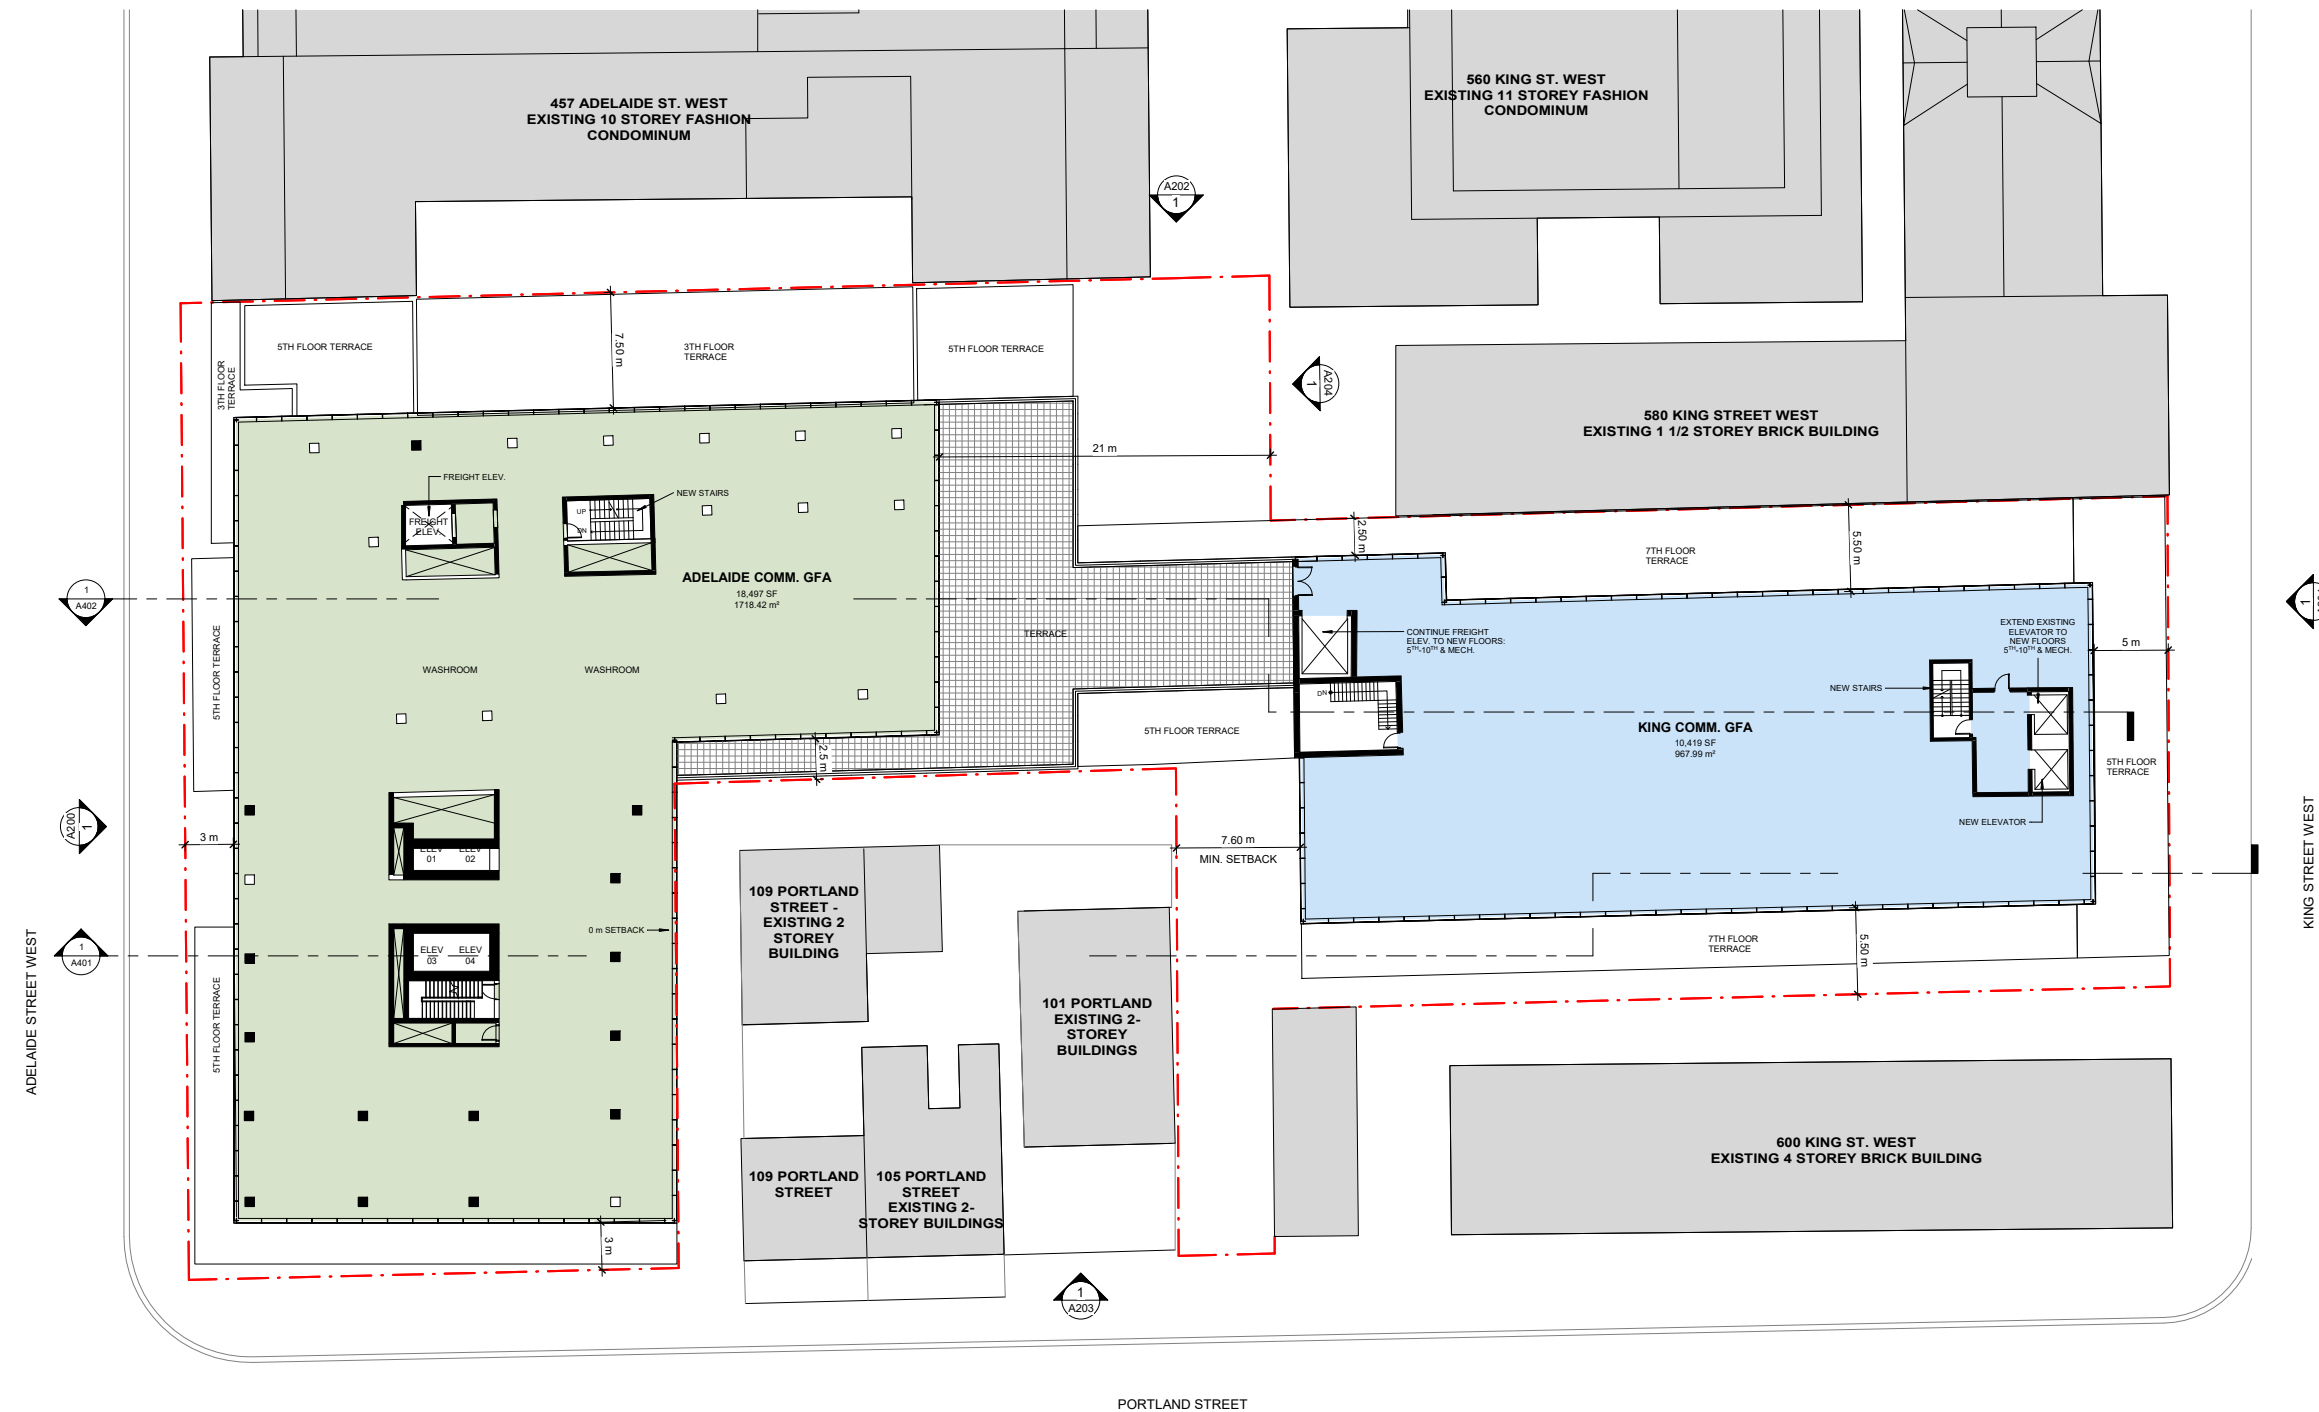 457 ADELAIDE ST. WEST
EXISTING 10 STOREY FASHION
CONDOMINUM
560 KING ST. WEST
EXISTING 11 STOREY FASHION
CONDOMINUM
A202
1
5TH FLOOR TERRACE
7.50 m
3TH FLOOR
TERRACE
5TH FLOOR TERRACE
3TH FLOOR
TERRACE
A204
1
580 KING STREET WEST
EXISTING 1 1/2 STOREY BRICK BUILDING
21 m
FREIGHT ELEV.
NEW STAIRS
FREIGHT
ELEV.
UP
DN
2.50 m
5.50 m
7TH FLOOR
TERRACE
ADELAIDE COMM. GFA
18,497 SF
1718.42 m²
1
A402
1
TERRACE
CONTINUE FREIGHT
ELEV. TO NEW FLOORS:
5TH-10TH & MECH.
EXTEND EXISTING
ELEVATOR TO
NEW FLOORS
5TH-10TH & MECH.
5 m
WASHROOM
WASHROOM
5TH FLOOR TERRACE
DN
NEW STAIRS
5TH FLOOR TERRACE
KING COMM. GFA
10,419 SF
967.99 m²
2.5 m
5TH FLOOR
TERRACE
A200
1
3 m
NEW ELEVATOR
7.60 m
MIN. SETBACK
ELEV
01
ELEV
02
KING STREET WEST
109 PORTLAND
STREET -
EXISTING 2
STOREY
BUILDING
0 m SETBACK
7TH FLOOR
TERRACE
5.50 m
1
A401
ELEV
03
ELEV
04
ADELAIDE STREET WEST
5TH FLOOR TERRACE
101 PORTLAND
EXISTING 2-
STOREY
BUILDINGS
600 KING ST. WEST
EXISTING 4 STOREY BRICK BUILDING
109 PORTLAND
STREET
105 PORTLAND
STREET
EXISTING 2-
STOREY BUILDINGS
3 m
1
A203
PORTLAND STREET